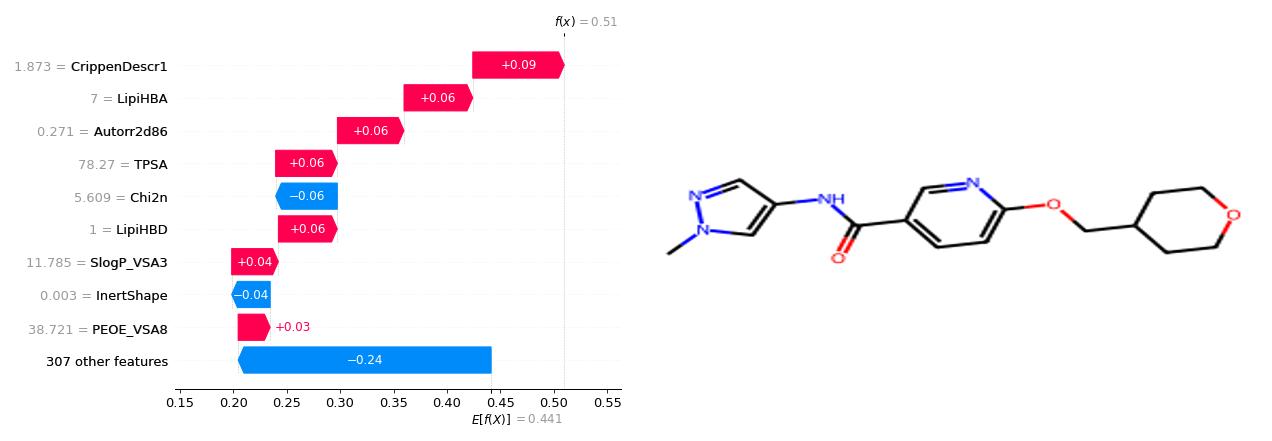 f(x) = 0.51
1.873 = CrippenDescr1
+0.09
7 = LipiHBA
+0.06
0.271 = Autorr2d86
+0.06
78.27 = TPSA
+0.06
5.609 = Chi2n
−0.06
1 = LipiHBD
+0.06
11.785 = SlogP_VSA3
+0.04
0.003 = InertShape
−0.04
38.721 = PEOE_VSA8
+0.03
307 other features
−0.24
0.15 0.20 0.25 0.30 0.35 0.40 0.45 0.50 0.55
E[f(X)] = 0.441
N
N
NH
O
N
O
O